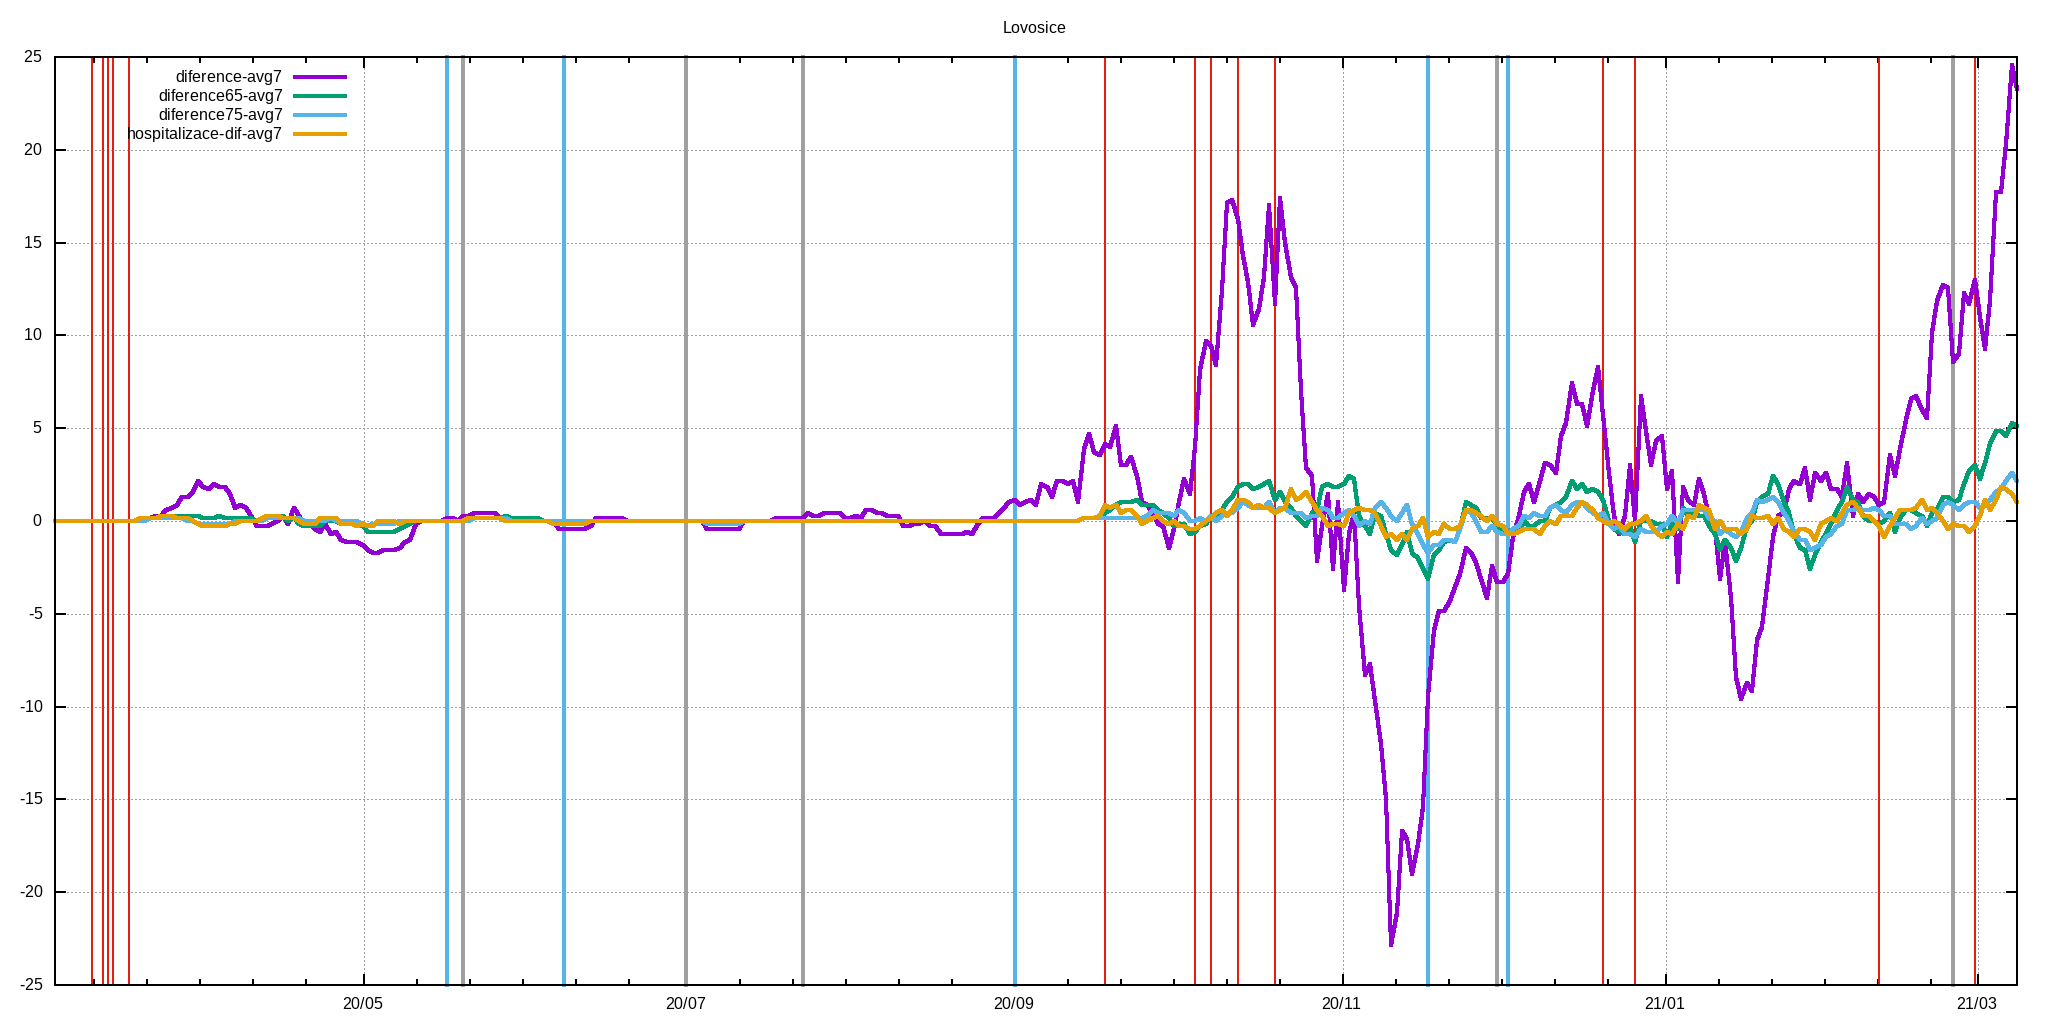 Lovosice
diference-avg7
diference65-avg7
diference75-avg7
hospitalizace-dif-avg7
25
20
15
10
5
0
-5
-10
-15
-20
-25
20/05 20/07 20/09 20/11 21/01 21/03